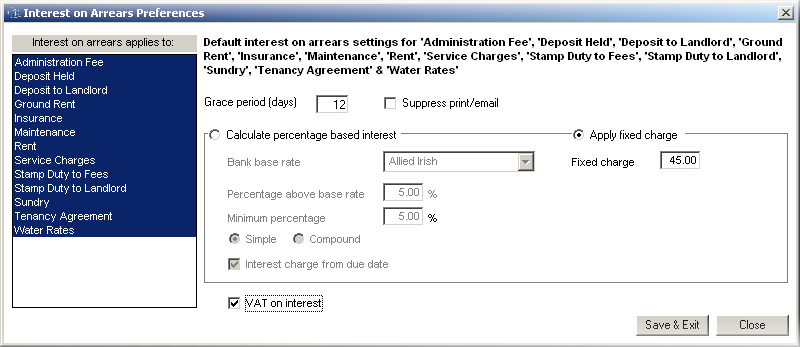 Interest on Arrears Preferences
Interest on arrears applies to:
Administration Fee
Deposit Held
Deposit to Landlord
Ground Rent
Insurance
Maintenance
Rent
Service Charges
Stamp Duty to Fees
Stamp Duty to Landlord
Sundry
Tenancy Agreement
Water Rates
Default interest on arrears settings for 'Administration Fee', 'Deposit Held', 'Deposit to Landlord', 'Ground
Rent', 'Insurance', 'Maintenance', 'Rent', 'Service Charges', 'Stamp Duty to Fees', 'Stamp Duty to Landlord',
'Sundry', 'Tenancy Agreement' & 'Water Rates'
Grace period (days) 12 Suppress print/email
Calculate percentage based interest Apply fixed charge
Bank base rate Allied Irish Fixed charge 45.00
Percentage above base rate 5.00 %
Minimum percentage 5.00 %
Simple Compound
Interest charge from due date
VAT on interest
Save & Exit Close